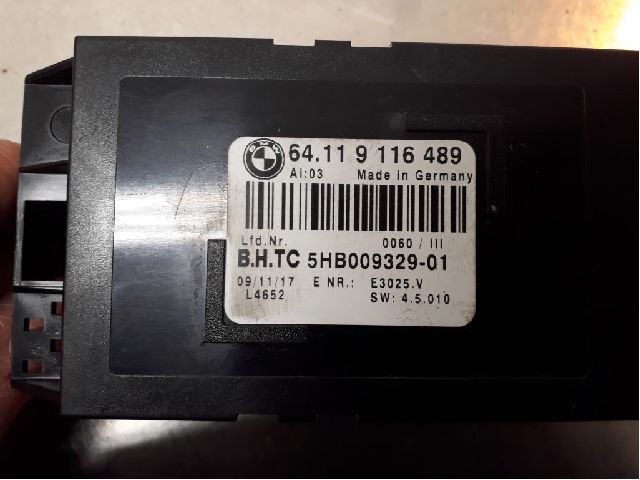 BMW 64.11 9 116 489
AI:03 Made in Germany
Lfd.Nr. 0060 / III
B.H.TC 5HB009329-01
09/11/17 E NR.: E3025.V
L4652 SW: 4.5.010